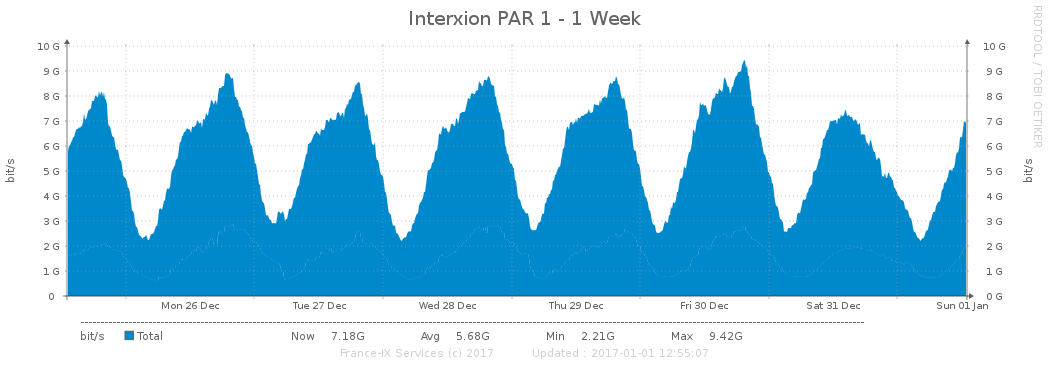 Interxion PAR 1 - 1 Week
RRDTOOL / TOBI OETIKER
bit/s
10 G 10 G
9 G 9 G
8 G 8 G
7 G 7 G
6 G 6 G
5 G 5 G
4 G 4 G
3 G 3 G
2 G 2 G
1 G 1 G
0 0 G
bit/s
Mon 26 Dec Tue 27 Dec Wed 28 Dec Thu 29 Dec Fri 30 Dec Sat 31 Dec Sun 01 Jan
bit/s Total Now 7.18G Avg 5.68G Min 2.21G Max 9.42G
France-IX Services (c) 2017 Updated : 2017-01-01 12:55:07